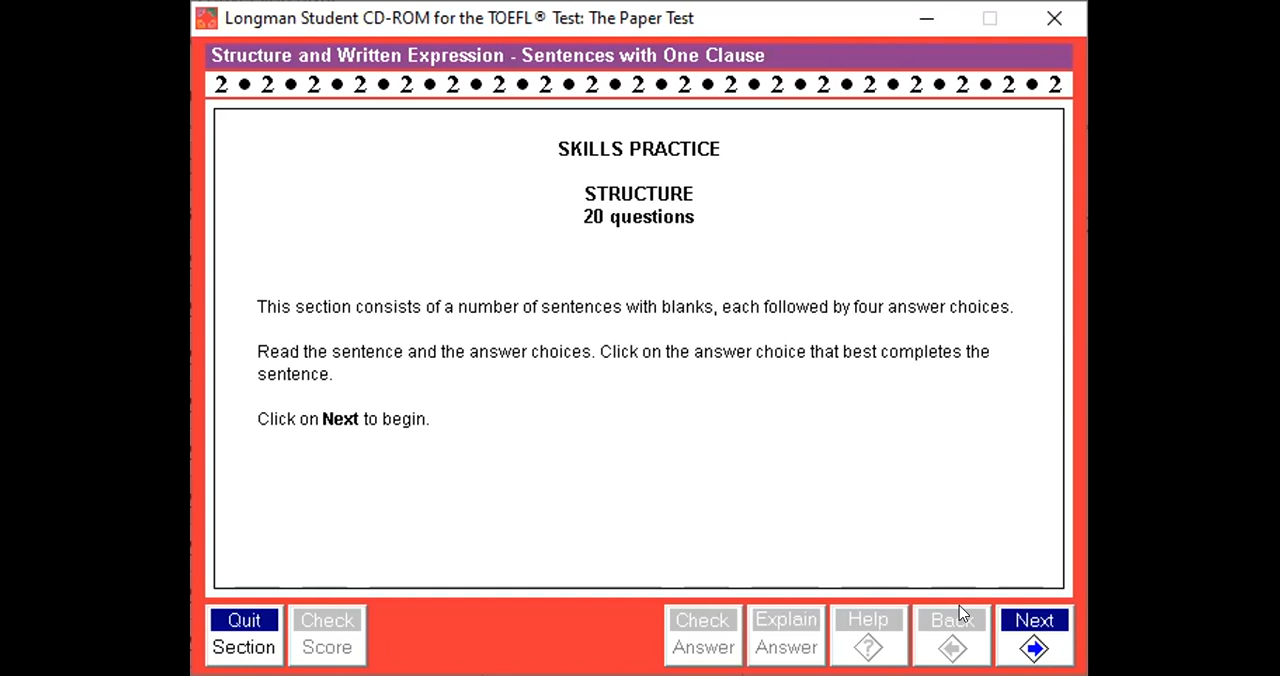 Longman Student CD-ROM for the TOEFL® Test: The Paper Test
Structure and Written Expression - Sentences with One Clause
2 • 2 • 2 • 2 • 2 • 2 • 2 • 2 • 2 • 2 • 2 • 2 • 2 • 2 • 2 • 2 • 2 • 2 • 2
SKILLS PRACTICE
STRUCTURE
20 questions
This section consists of a number of sentences with blanks, each followed by four answer choices.
Read the sentence and the answer choices. Click on the answer choice that best completes the
sentence.
Click on Next to begin.
Quit Section
Check Score
Check Answer
Explain Answer
Help ?
Back
Next